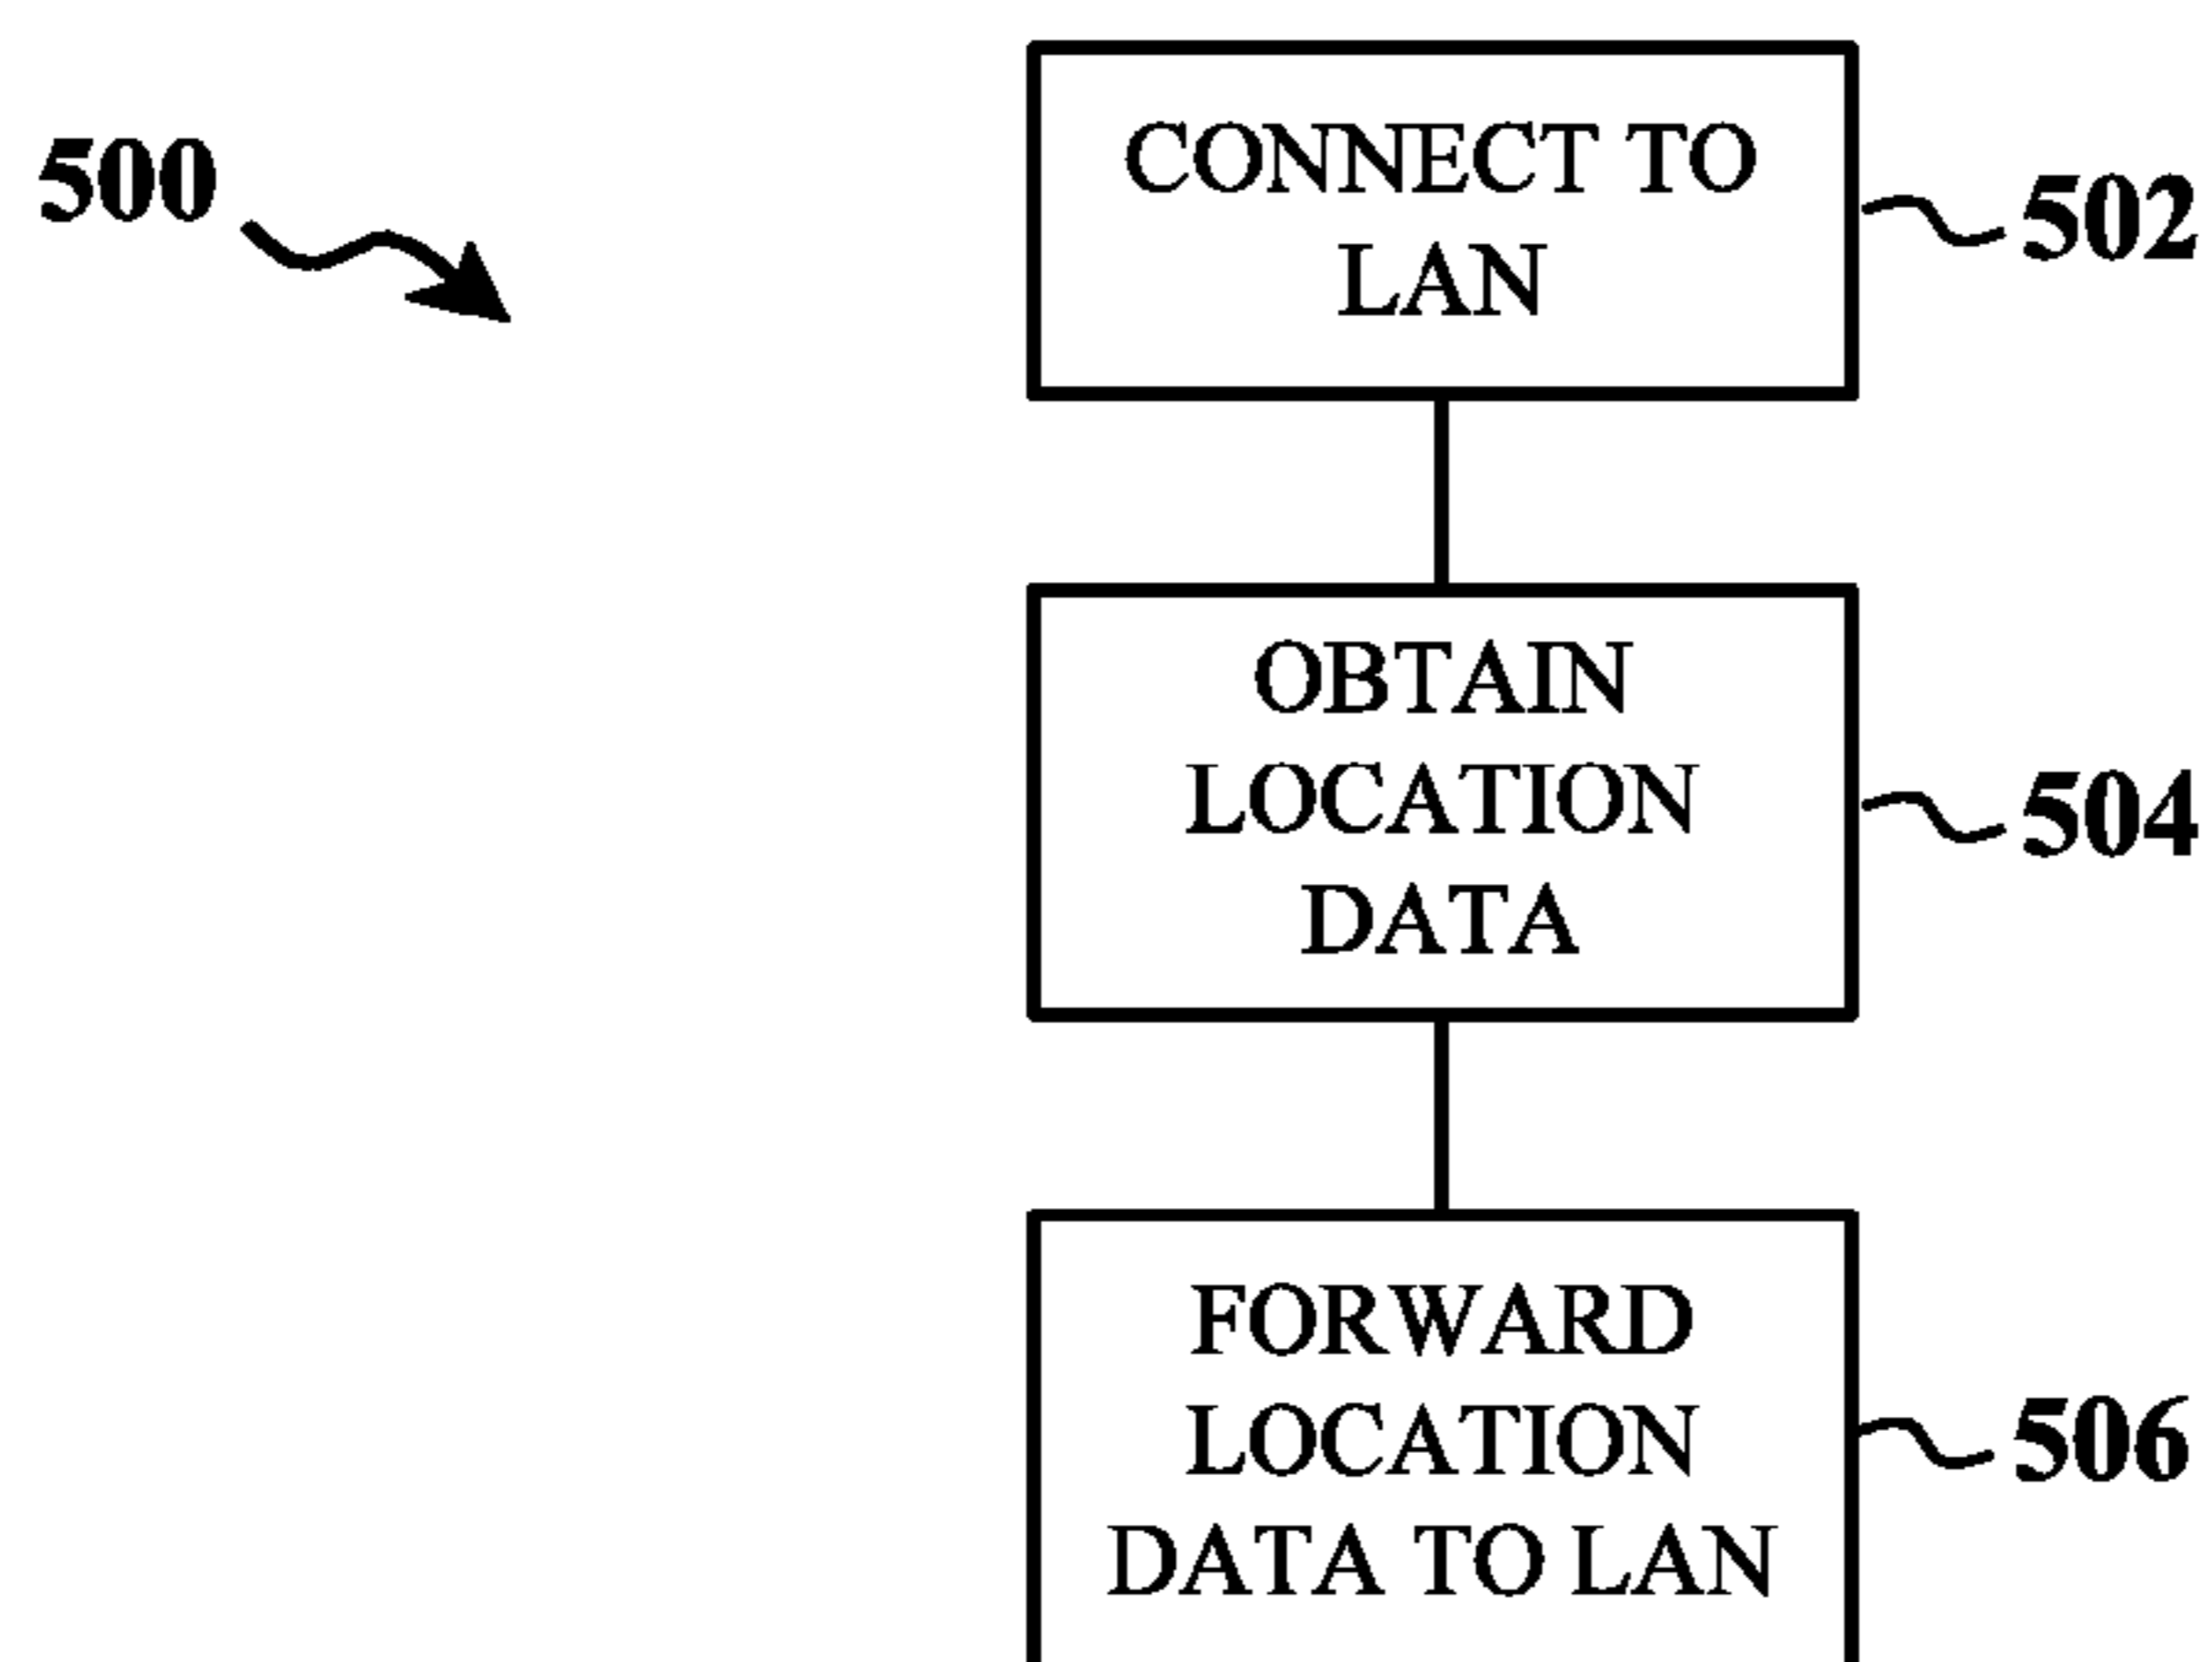 500
CONNECT TO
LAN
502
OBTAIN
LOCATION
DATA
504
FORWARD
LOCATION
DATA TO LAN
506